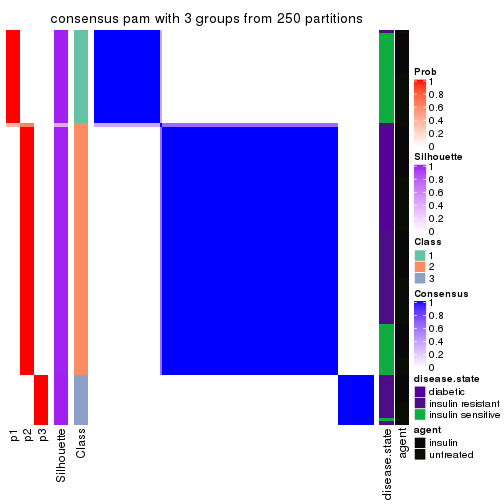 consensus pam with 3 groups from 250 partitions
Prob
1
0.8
0.6
0.4
0.2
0
Silhouette
1
0.8
0.6
0.4
0.2
0
Class
1
2
3
Consensus
1
0.8
0.6
0.4
0.2
0
disease.state
diabetic
insulin resistant
insulin sensitive
agent
insulin
untreated
p1
p2
p3
Silhouette
Class
disease.state
agent